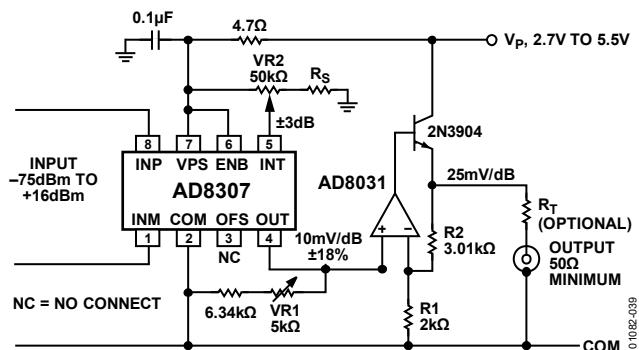 0.1µF
4.7Ω
V_P, 2.7V TO 5.5V
VR2
50kΩ
R_S
±3dB
2N3904
8 7 6 5
INP VPS ENB INT
INPUT
–75dBm TO
+16dBm
AD8307
AD8031
25mV/dB
INM COM OFS OUT
1 2 3 4
NC
10mV/dB
±18%
+ –
R2
3.01kΩ
R_T
(OPTIONAL)
OUTPUT
50Ω
MINIMUM
NC = NO CONNECT
6.34kΩ
VR1
5kΩ
R1
2kΩ
COM
01082-039